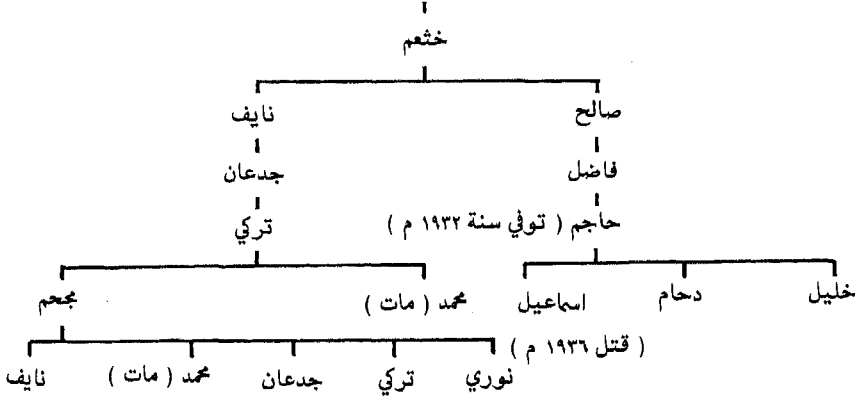 خثعم
صالح نايف
فاضل جدعان
حاجم ( توفي سنة ١٩٣٢ م ) تركي
خليل دحام اسماعيل محمد ( مات ) مجحم
( قتل ١٩٣٦ م )
نوري تركي جدعان محمد ( مات ) نايف